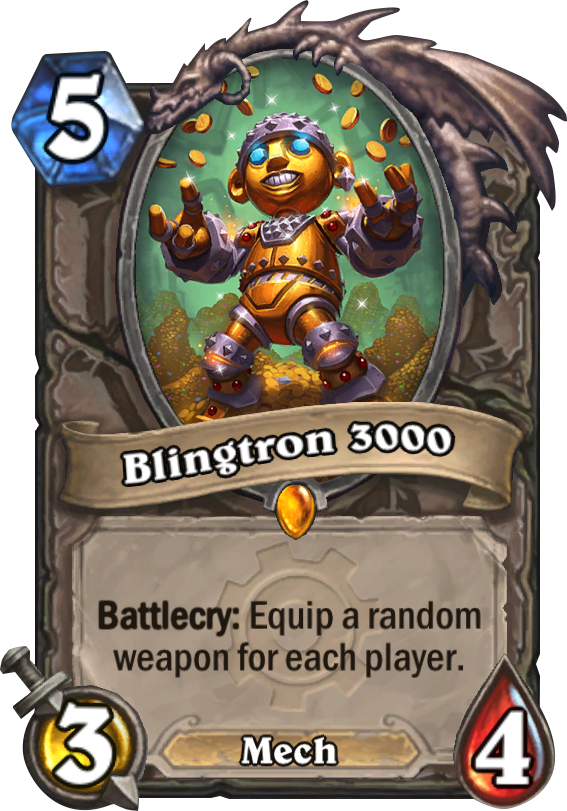 5
Blingtron 3000
Battlecry: Equip a random
weapon for each player.
3
Mech
4